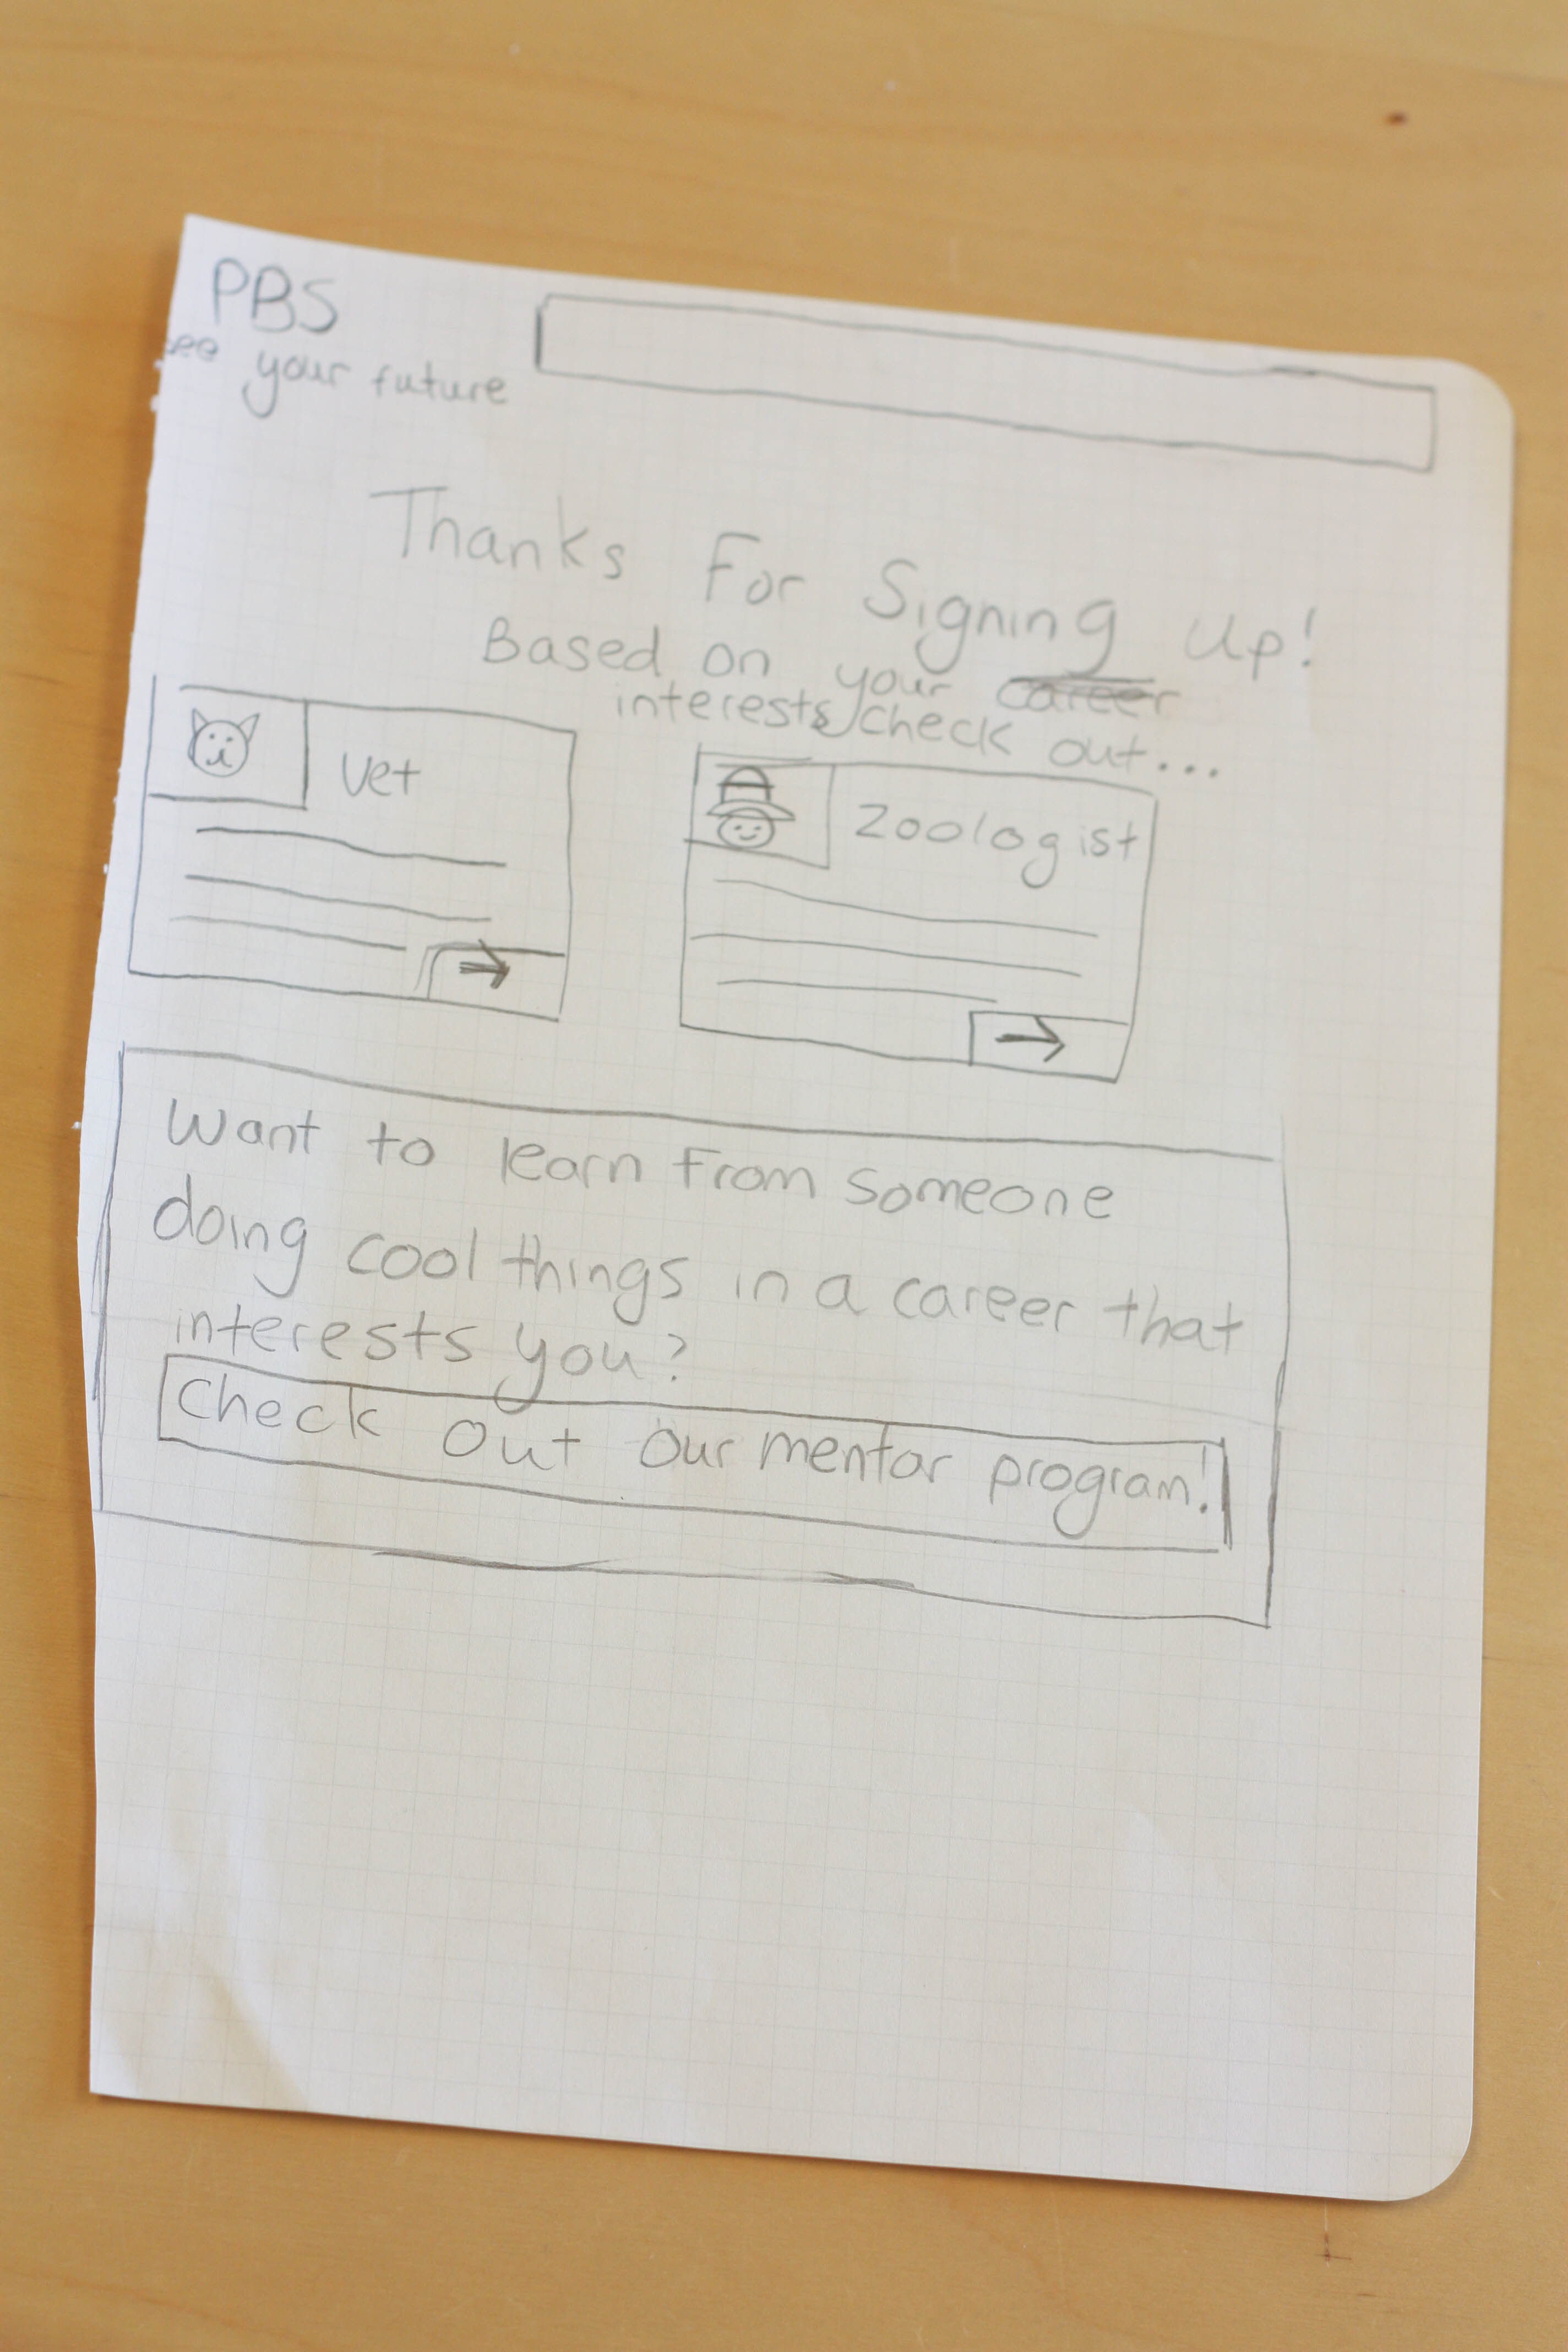 PBS
see your future
Thanks For Signing Up!
Based on your career
interests check out...
Vet
Zoologist
Want to learn from someone
doing cool things in a career that
interests you?
Check Out Our mentor program!